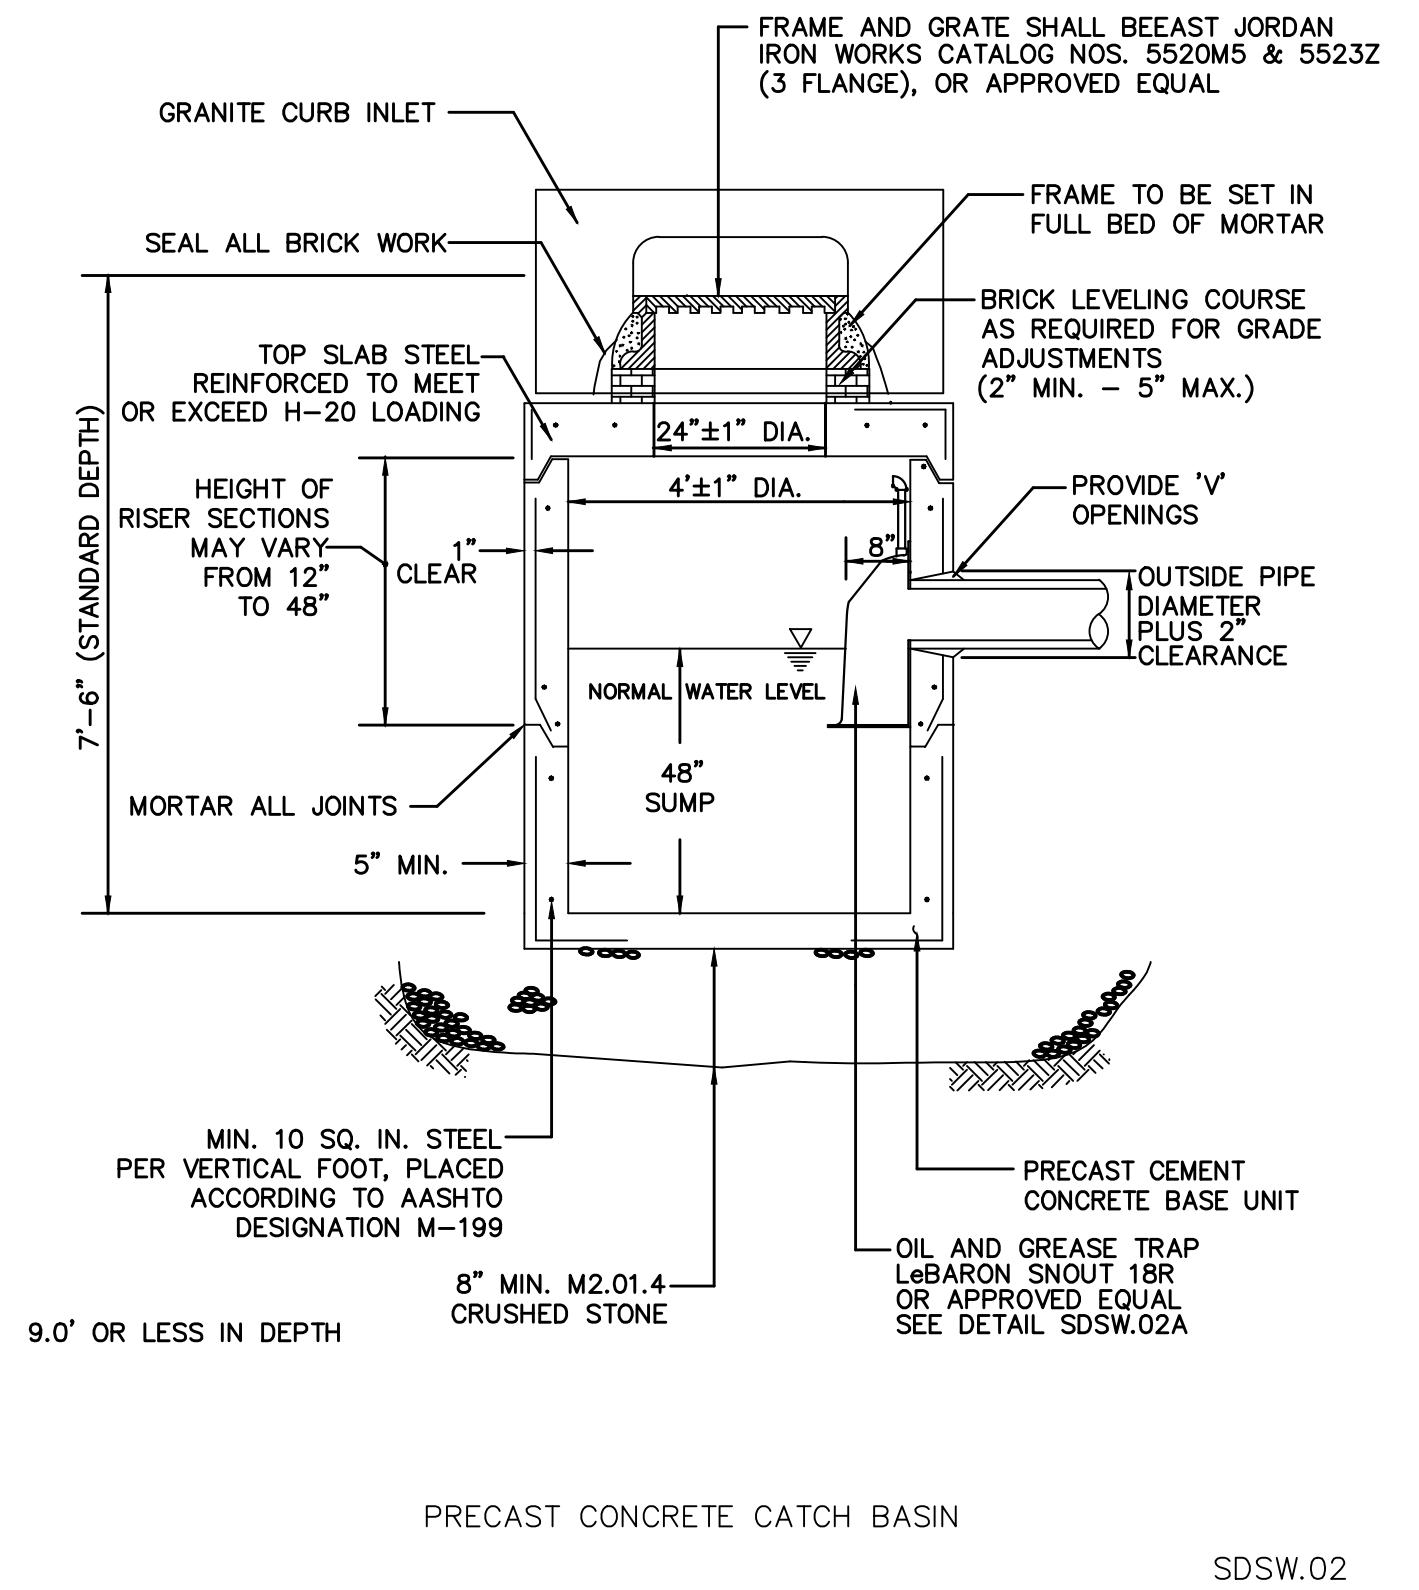 FRAME AND GRATE SHALL BEEAST JORDAN
IRON WORKS CATALOG NOS. 5520M5 & 5523Z
(3 FLANGE), OR APPROVED EQUAL
GRANITE CURB INLET
FRAME TO BE SET IN
FULL BED OF MORTAR
SEAL ALL BRICK WORK
BRICK LEVELING COURSE
AS REQUIRED FOR GRADE
ADJUSTMENTS
(2" MIN. - 5" MAX.)
TOP SLAB STEEL
REINFORCED TO MEET
OR EXCEED H-20 LOADING
7'-6" (STANDARD DEPTH)
24"±1" DIA.
4'±1" DIA.
HEIGHT OF
RISER SECTIONS
MAY VARY
FROM 12"
TO 48"
1"
CLEAR
8"
PROVIDE 'V'
OPENINGS
OUTSIDE PIPE
DIAMETER
PLUS 2"
CLEARANCE
NORMAL WATER LEVEL
48"
SUMP
MORTAR ALL JOINTS
5" MIN.
MIN. 10 SQ. IN. STEEL
PER VERTICAL FOOT, PLACED
ACCORDING TO AASHTO
DESIGNATION M-199
PRECAST CEMENT
CONCRETE BASE UNIT
OIL AND GREASE TRAP
LeBARON SNOUT 18R
OR APPROVED EQUAL
SEE DETAIL SDSW.02A
8" MIN. M2.01.4
CRUSHED STONE
9.0' OR LESS IN DEPTH
PRECAST CONCRETE CATCH BASIN
SDSW.02